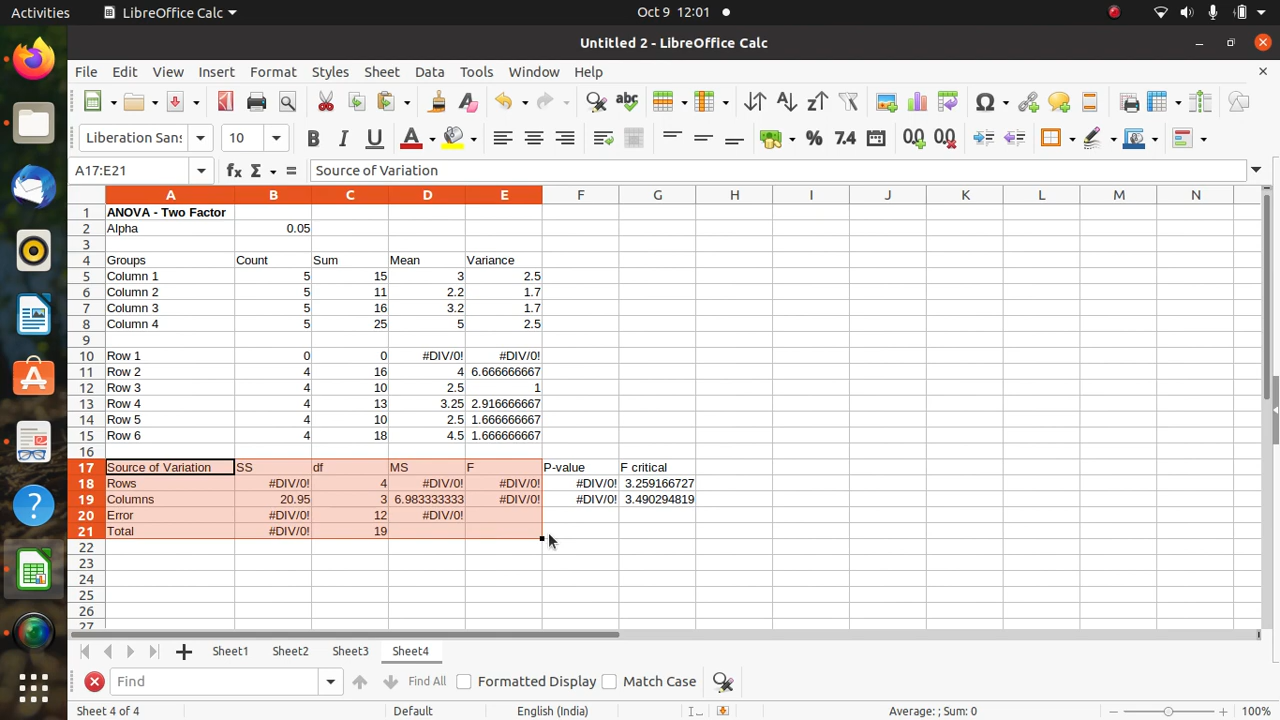 Activities LibreOffice Calc Oct 9 12:01
Untitled 2 - LibreOffice Calc
File Edit View Insert Format Styles Sheet Data Tools Window Help
Liberation Sans 10
A17:E21 Source of Variation
A B C D E F G H I J K L M N
1 ANOVA - Two Factor
2 Alpha 0.05
3
4 Groups Count Sum Mean Variance
5 Column 1 5 15 3 2.5
6 Column 2 5 11 2.2 1.7
7 Column 3 5 16 3.2 1.7
8 Column 4 5 25 5 2.5
9
10 Row 1 0 0 #DIV/0! #DIV/0!
11 Row 2 4 16 4 6.666666667
12 Row 3 4 10 2.5 1
13 Row 4 4 13 3.25 2.916666667
14 Row 5 4 10 2.5 1.666666667
15 Row 6 4 18 4.5 1.666666667
16
17 Source of Variation SS df MS F P-value F critical
18 Rows #DIV/0! 4 #DIV/0! #DIV/0! #DIV/0! 3.259166727
19 Columns 20.95 3 6.983333333 #DIV/0! #DIV/0! 3.490294819
20 Error #DIV/0! 12 #DIV/0!
21 Total #DIV/0! 19
22
23
24
25
26
27
Sheet1 Sheet2 Sheet3 Sheet4
Find Find All Formatted Display Match Case
Sheet 4 of 4 Default English (India) Average: ; Sum: 0 100%